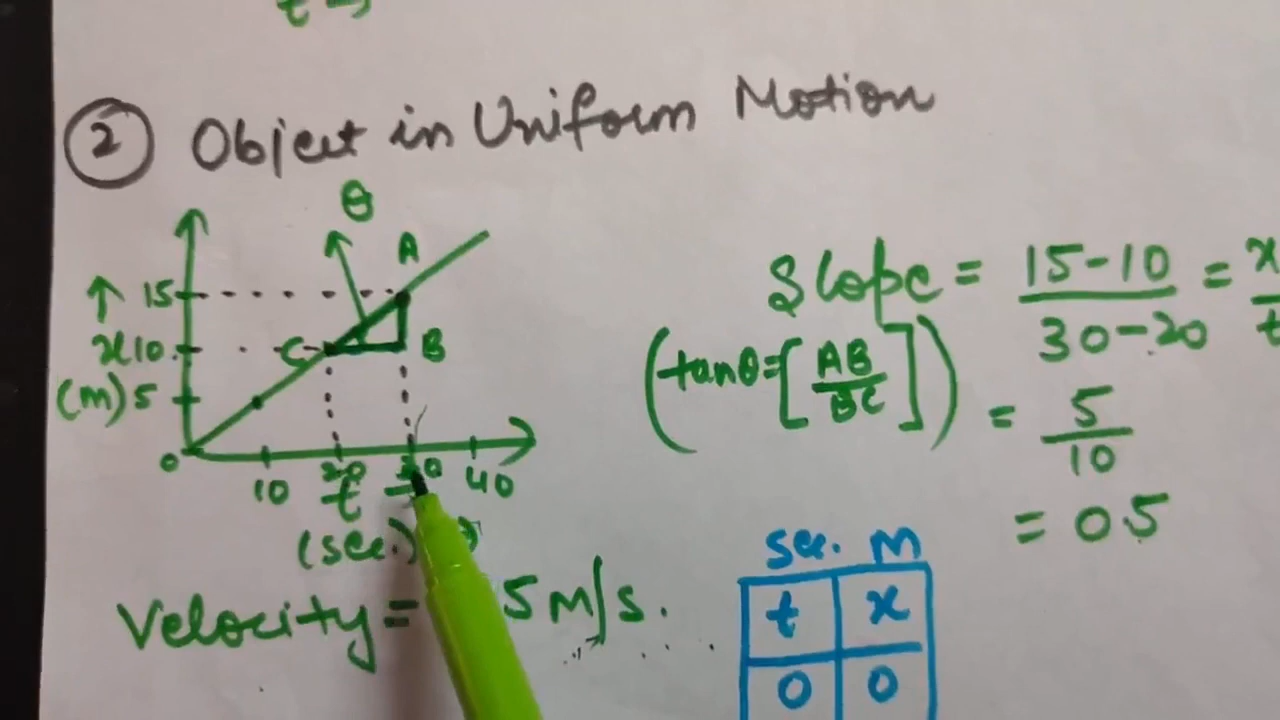 t →
② Object in Uniform Motion
θ
A
↑ 15
x 10
C
B
(m) 5
0
10 20 40
t
(sec.)
Velocity = 5 m/s.
Slope = 15-10 / 30-20 = x / t
(tanθ = [AB / BC])
= 5 / 10
= 0.5
sec. M
t x
0 0